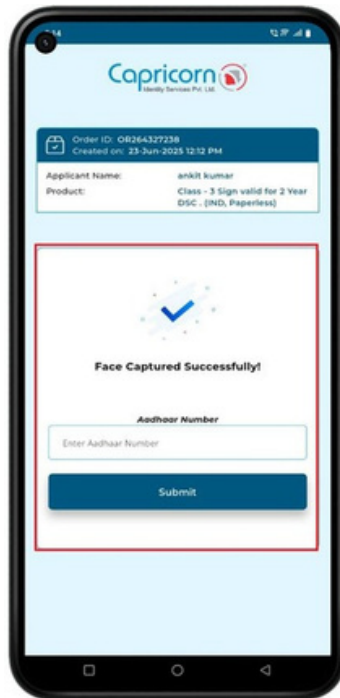 Capricorn
Identity Services Pvt. Ltd.
Order ID: OR264327238
Created on: 23-Jun-2025 12:12 PM
Applicant Name: ankit kumar
Product: Class - 3 Sign valid for 2 Year
DSC . (IND, Paperless)
Face Captured Successfully!
Aadhaar Number
Enter Aadhaar Number
Submit